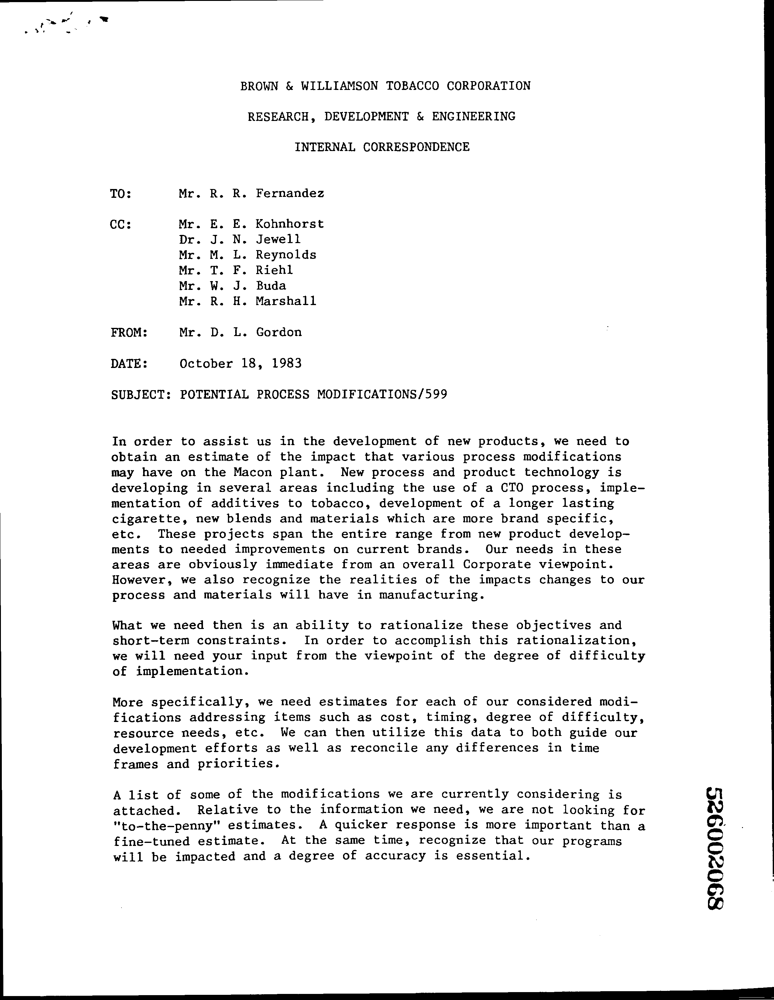 BROWN & WILLIAMSON TOBACCO CORPORATION
RESEARCH, DEVELOPMENT & ENGINEERING
INTERNAL CORRESPONDENCE
TO: Mr. R. R. Fernandez
CC: Mr. E. E. Kohnhorst
Dr. J. N. Jewell
Mr. M. L. Reynolds
Mr. T. F. Riehl
Mr. W. J. Buda
Mr. R. H. Marshall
FROM: Mr. D. L. Gordon
DATE: October 18, 1983
SUBJECT: POTENTIAL PROCESS MODIFICATIONS/599
In order to assist us in the development of new products, we need to
obtain an estimate of the impact that various process modifications
may have on the Macon plant. New process and product technology is
developing in several areas including the use of a CTO process, imple-
mentation of additives to tobacco, development of a longer lasting
cigarette, new blends and materials which are more brand specific,
etc. These projects span the entire range from new product develop-
ments to needed improvements on current brands. Our needs in these
areas are obviously immediate from an overall Corporate viewpoint.
However, we also recognize the realities of the impacts changes to our
process and materials will have in manufacturing.
What we need then is an ability to rationalize these objectives and
short-term constraints. In order to accomplish this rationalization,
we will need your input from the viewpoint of the degree of difficulty
of implementation.
More specifically, we need estimates for each of our considered modi-
fications addressing items such as cost, timing, degree of difficulty,
resource needs, etc. We can then utilize this data to both guide our
development efforts as well as reconcile any differences in time
frames and priorities.
A list of some of the modifications we are currently considering is
attached. Relative to the information we need, we are not looking for
"to-the-penny" estimates. A quicker response is more important than a
fine-tuned estimate. At the same time, recognize that our programs
will be impacted and a degree of accuracy is essential.
526002068